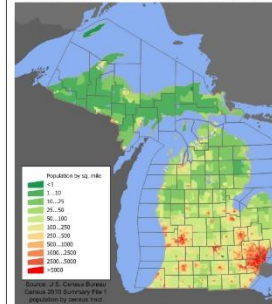 Population by sq. mile
<1
1...10
10...25
25...50
50...100
100...250
250...500
500...1000
1000...2500
2500...5000
>5000
Source: U.S. Census Bureau
Census 2010 Summary File 1
population by census tract